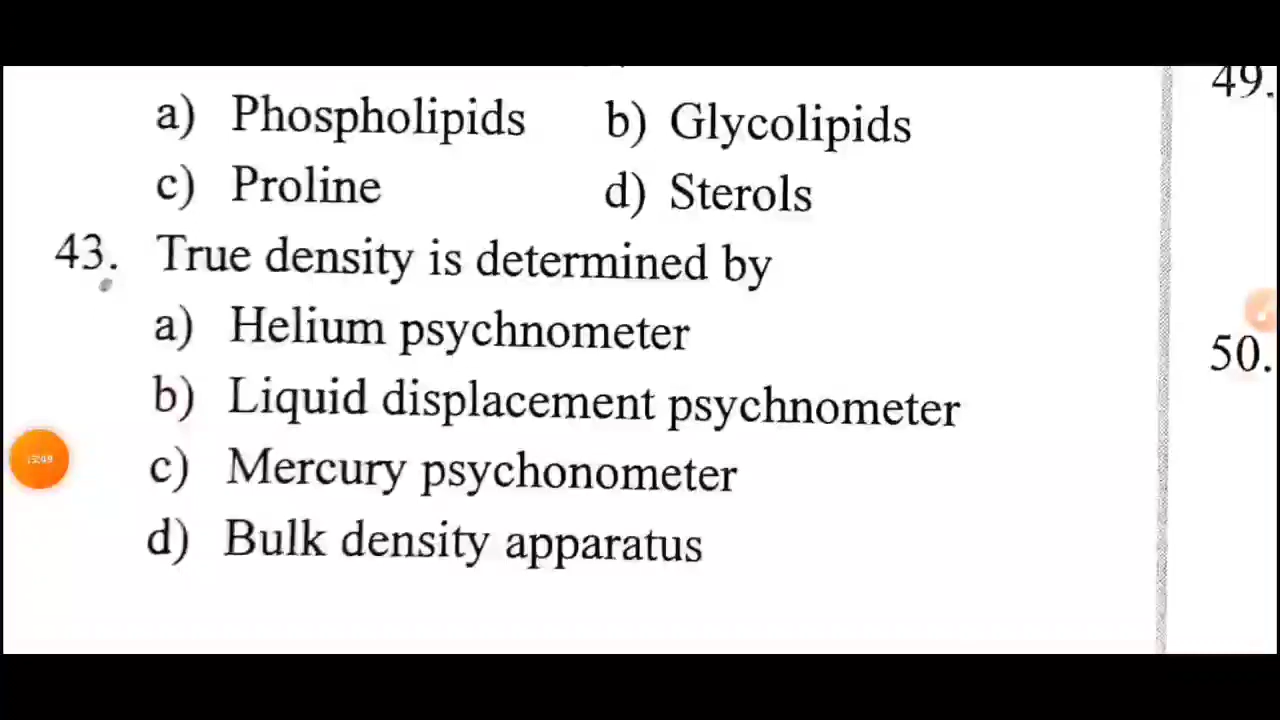 49.
a) Phospholipids b) Glycolipids
c) Proline d) Sterols
43. True density is determined by
a) Helium psychnometer
b) Liquid displacement psychnometer
c) Mercury psychonometer
d) Bulk density apparatus
50.